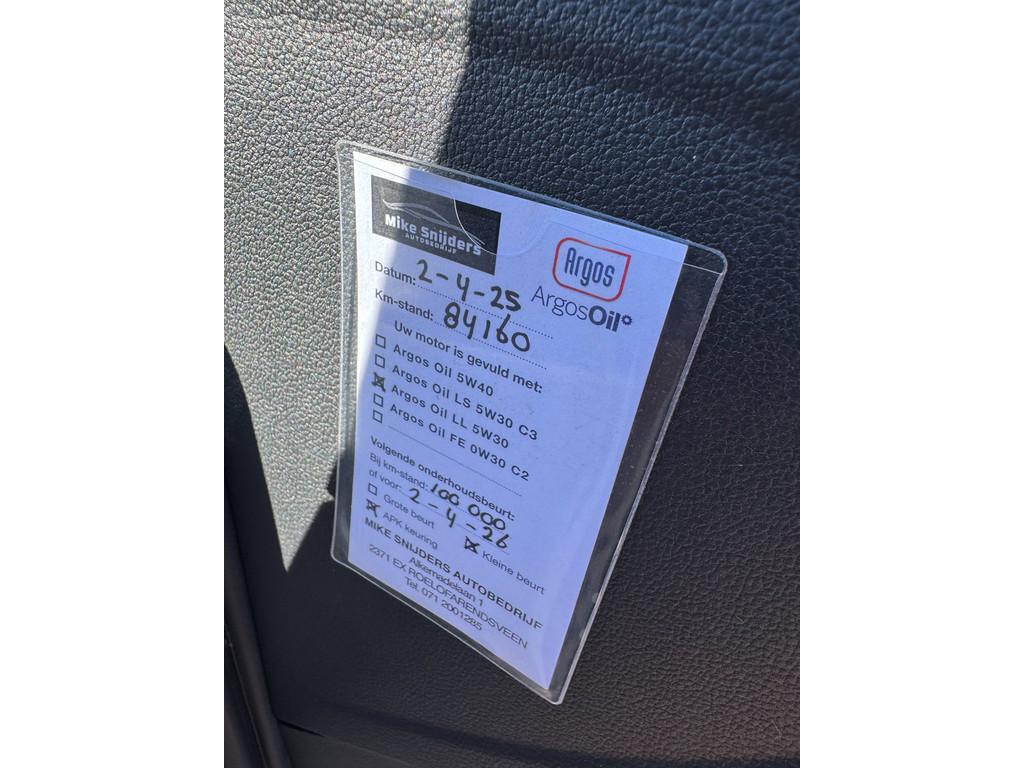 Mike Snijders
AUTOBEDRIJF
Argos
ArgosOil
Datum: 2-4-25
Km-stand: 84160
Uw motor is gevuld met:
☐ Argos Oil 5W40
☐ Argos Oil LS 5W30 C3
☒ Argos Oil LL 5W30
☐ Argos Oil FE 0W30 C2
☐
Volgende onderhoudsbeurt:
Bij km-stand: 100 000
of voor: 2-4-26
☐ Grote beurt ☒ Kleine beurt
☒ APK keuring
MIKE SNIJDERS AUTOBEDRIJF
Alkemadelaan 1
2371 EX ROELOFARENDSVEEN
Tel. 071 2001285